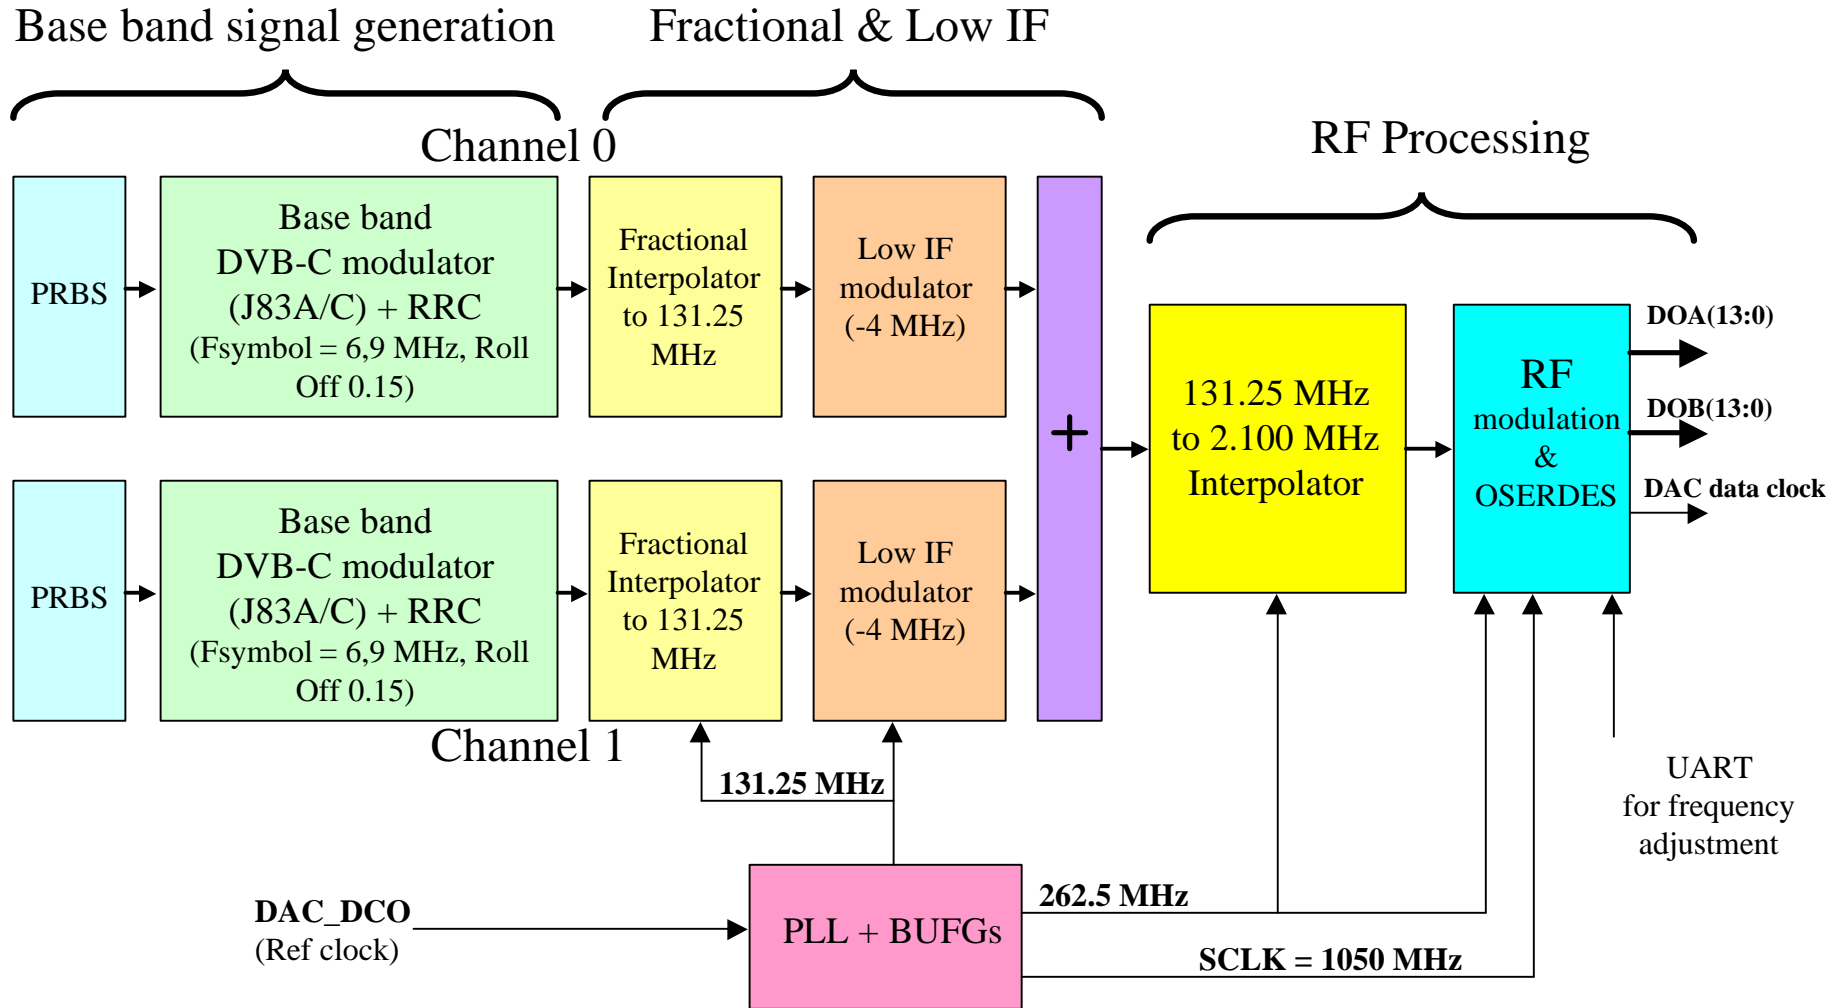 Base band signal generation
Fractional & Low IF
RF Processing
Channel 0
PRBS
Base band
DVB-C modulator
(J83A/C) + RRC
(Fsymbol = 6,9 MHz, Roll
Off 0.15)
Fractional
Interpolator
to 131.25
MHz
Low IF
modulator
(-4 MHz)
+
131.25 MHz
to 2.100 MHz
Interpolator
RF
modulation
&
OSERDES
DOA(13:0)
DOB(13:0)
DAC data clock
PRBS
Base band
DVB-C modulator
(J83A/C) + RRC
(Fsymbol = 6,9 MHz, Roll
Off 0.15)
Fractional
Interpolator
to 131.25
MHz
Low IF
modulator
(-4 MHz)
Channel 1
131.25 MHz
UART
for frequency
adjustment
DAC_DCO
(Ref clock)
PLL + BUFGs
262.5 MHz
SCLK = 1050 MHz